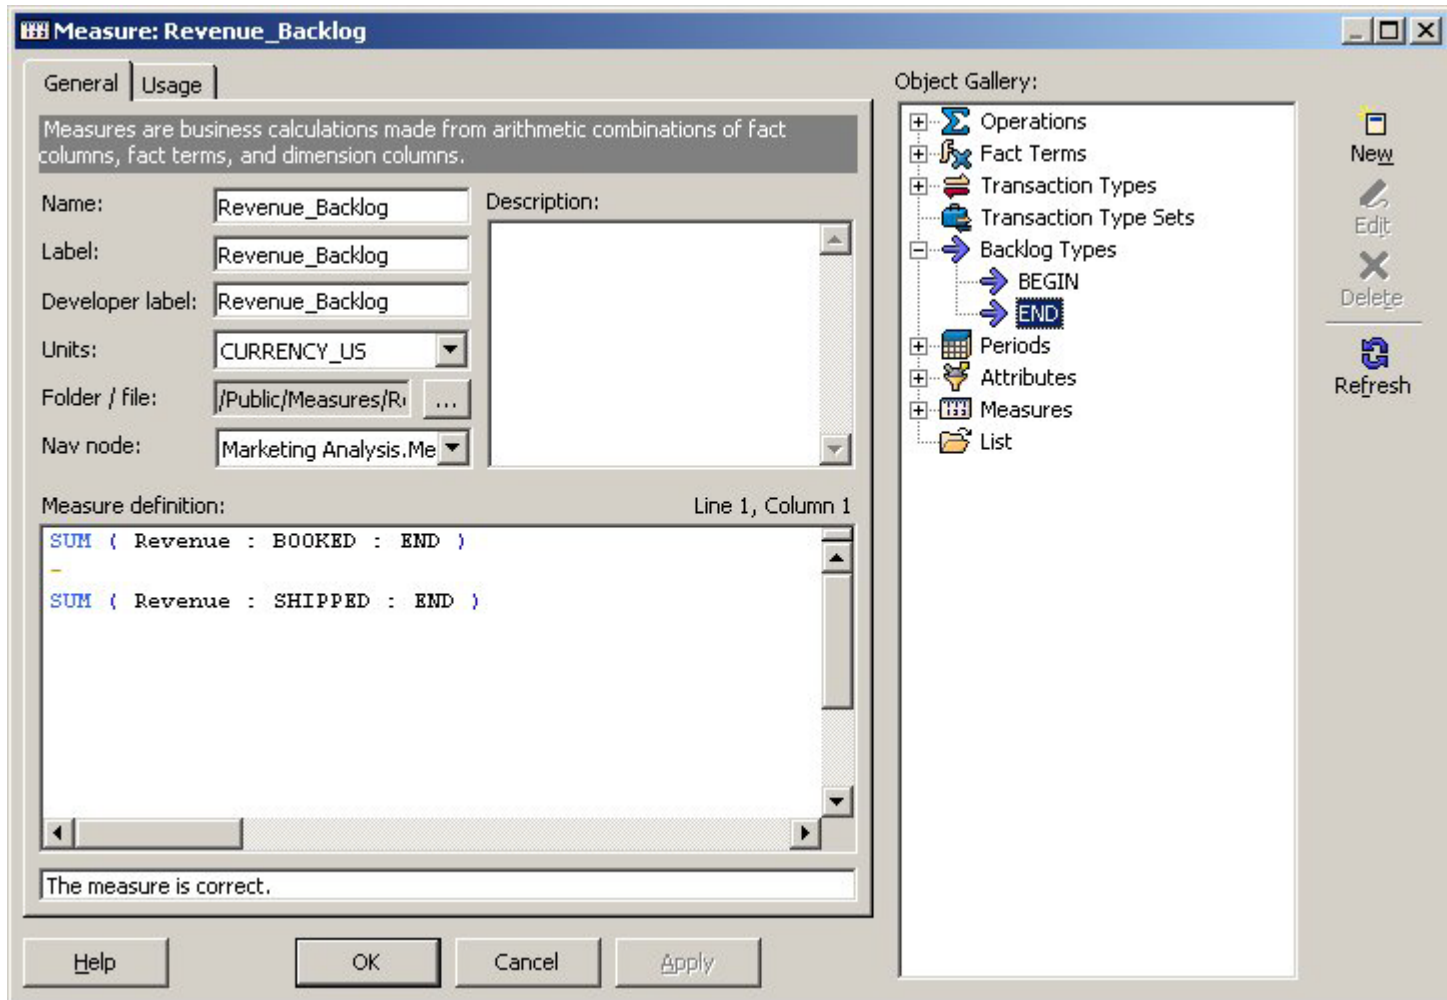 Measure: Revenue_Backlog
General
Usage
Measures are business calculations made from arithmetic combinations of fact
columns, fact terms, and dimension columns.
Name:
Revenue_Backlog
Description:
Label:
Revenue_Backlog
Developer label:
Revenue_Backlog
Units:
CURRENCY_US
Folder / file:
/Public/Measures/R
...
Nav node:
Marketing Analysis.Me
Measure definition:
Line 1, Column 1
SUM ( Revenue : BOOKED : END )
-
SUM ( Revenue : SHIPPED : END )
The measure is correct.
Help
OK
Cancel
Apply
Object Gallery:
Operations
Fact Terms
Transaction Types
Transaction Type Sets
Backlog Types
BEGIN
END
Periods
Attributes
Measures
List
New
Edit
Delete
Refresh